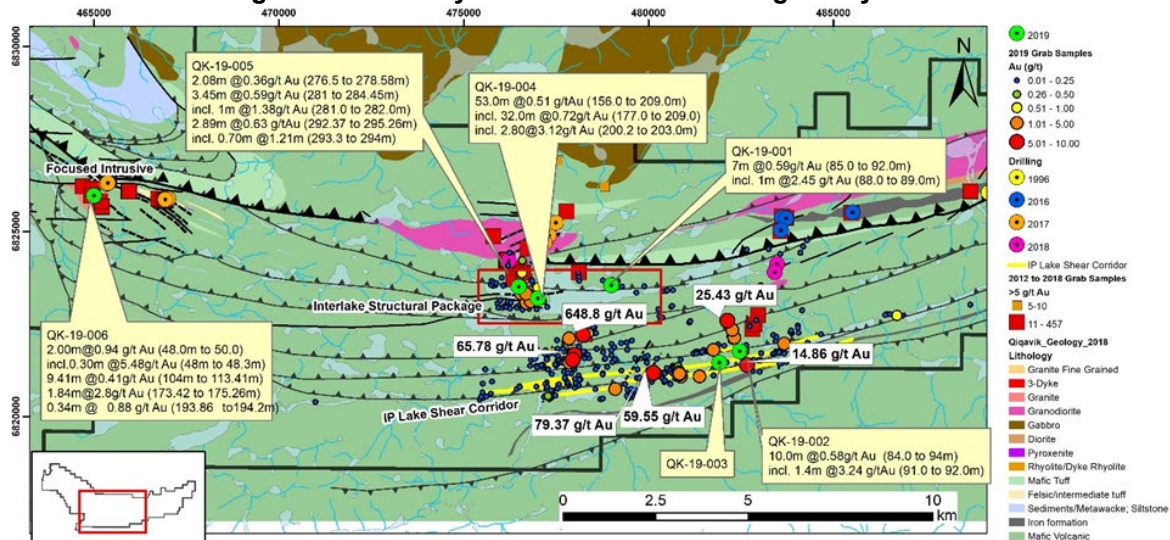 465000
470000
475000
480000
485000
6830000
6825000
6820000
N
QK-19-005
2.08m @0.36g/t Au (276.5 to 278.58m)
3.45m @0.59g/t Au (281 to 284.45m)
incl. 1m @1.38g/t Au (281.0 to 282.0m)
2.89m @0.63 g/tAu (292.37 to 295.26m)
incl. 0.70m @1.21m (293.3 to 294m)
QK-19-004
53.0m @0.51 g/tAu (156.0 to 209.0m)
incl. 32.0m @0.72g/t Au (177.0 to 209.0)
incl. 2.80@3.12g/t Au (200.2 to 203.0m)
QK-19-001
7m @0.59g/t Au (85.0 to 92.0m)
incl. 1m @2.45 g/t Au (88.0 to 89.0m)
Focused Intrusive
Interlake Structural Package
648.8 g/t Au
25.43 g/t Au
65.78 g/t Au
14.86 g/t Au
IP Lake Shear Corridor
79.37 g/t Au
59.55 g/t Au
QK-19-006
2.00m@0.94 g/t Au (48.0m to 50.0)
incl.0.30m @5.48g/t Au (48m to 48.3m)
9.41m @0.41g/t Au (104m to 113.41m)
1.84m@2.8g/t Au (173.42 to 175.26m)
0.34m @ 0.88 g/t Au (193.86 to194.2m)
QK-19-003
QK-19-002
10.0m @0.58g/t Au (84.0 to 94m)
incl. 1.4m @3.24 g/tAu (91.0 to 92.0m)
0
2.5
5
10
km
2019
2019 Grab Samples
Au (g/t)
0.01 - 0.25
0.26 - 0.50
0.51 - 1.00
1.01 - 5.00
5.01 - 10.00
Drilling
1996
2016
2017
2018
IP Lake Shear Corridor
2012 to 2018 Grab Samples
>5 g/t Au
5-10
11 - 457
Qiqavik_Geology_2018
Lithology
Granite Fine Grained
3-Dyke
Granite
Granodiorite
Gabbro
Diorite
Pyroxenite
Rhyolite/Dyke Rhyolite
Mafic Tuff
Felsic/intermediate tuff
Sediments/Metawacke; Siltstone
Iron formation
Mafic Volcanic